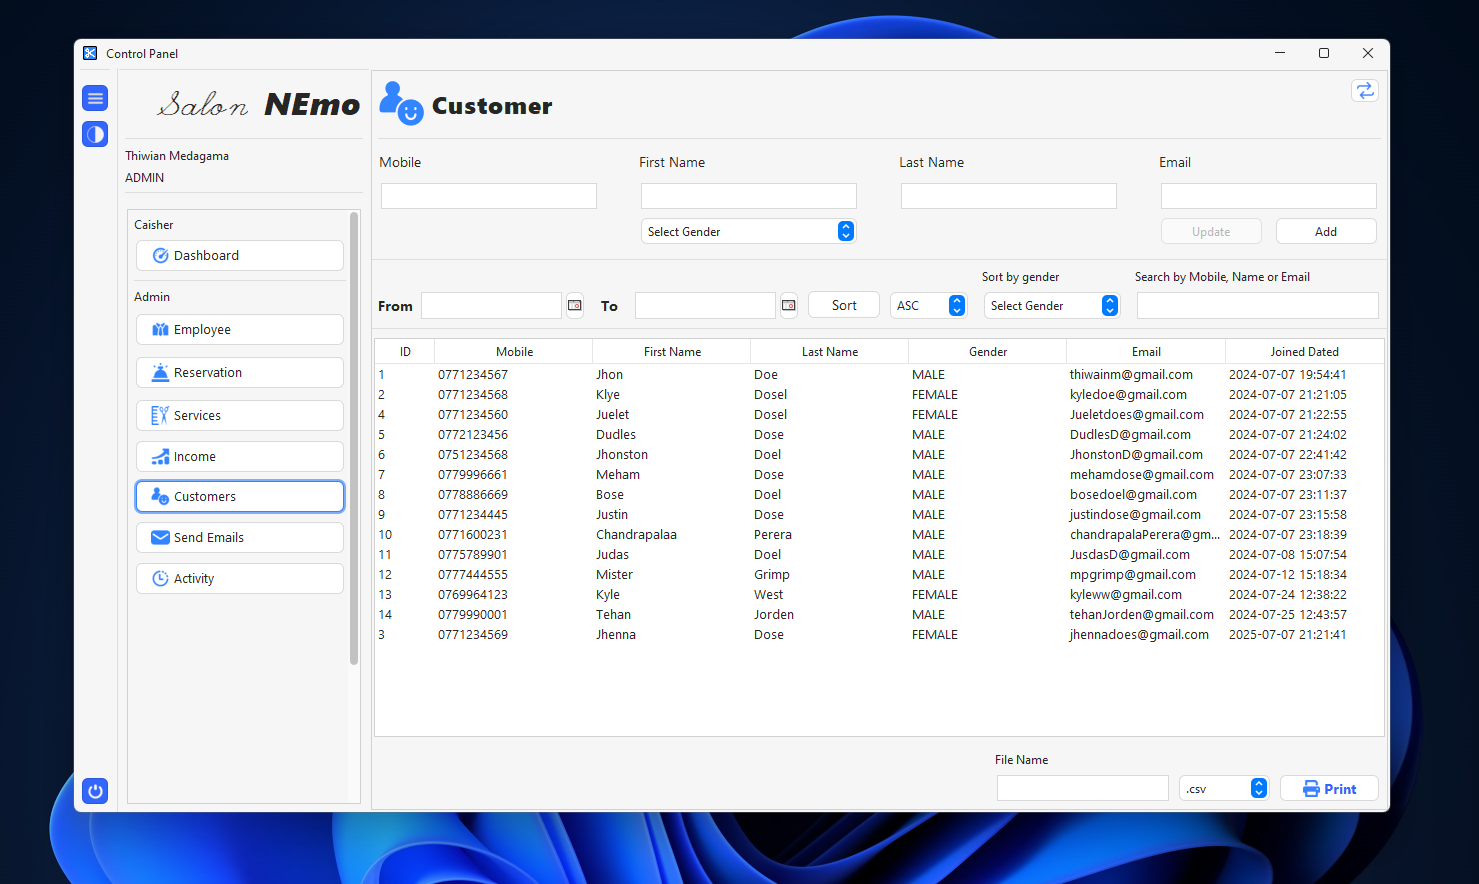 Control Panel
Salon NEmo
Thiwian Medagama
ADMIN
Caisher
Dashboard
Admin
Employee
Reservation
Services
Income
Customers
Send Emails
Activity
Customer
Mobile First Name Last Name Email
Select Gender Update Add
Sort by gender Search by Mobile, Name or Email
From To Sort ASC Select Gender
ID Mobile First Name Last Name Gender Email Joined Dated
1 0771234567 Jhon Doe MALE thiwainm@gmail.com 2024-07-07 19:54:41
2 0771234568 Klye Dosel FEMALE kyledoe@gmail.com 2024-07-07 21:21:05
4 0771234560 Juelet Dosel FEMALE Jueletdoes@gmail.com 2024-07-07 21:22:55
5 0772123456 Dudles Dose MALE DudlesD@gmail.com 2024-07-07 21:24:02
6 0751234568 Jhonston Doel MALE JhonstonD@gmail.com 2024-07-07 22:41:42
7 0779996661 Meham Dose MALE mehamdose@gmail.com 2024-07-07 23:07:33
8 0778886669 Bose Doel MALE bosedoel@gmail.com 2024-07-07 23:11:37
9 0771234445 Justin Dose MALE justindose@gmail.com 2024-07-07 23:15:58
10 0771600231 Chandrapalaa Perera MALE chandrapalaPerera@gm... 2024-07-07 23:18:39
11 0775789901 Judas Doel MALE JusdasD@gmail.com 2024-07-08 15:07:54
12 0777444555 Mister Grimp MALE mpgrimp@gmail.com 2024-07-12 15:18:34
13 0769964123 Kyle West FEMALE kyleww@gmail.com 2024-07-24 12:38:22
14 0779990001 Tehan Jorden MALE tehanJorden@gmail.com 2024-07-25 12:43:57
3 0771234569 Jhenna Dose FEMALE jhennadoes@gmail.com 2025-07-07 21:21:41
File Name
.csv Print